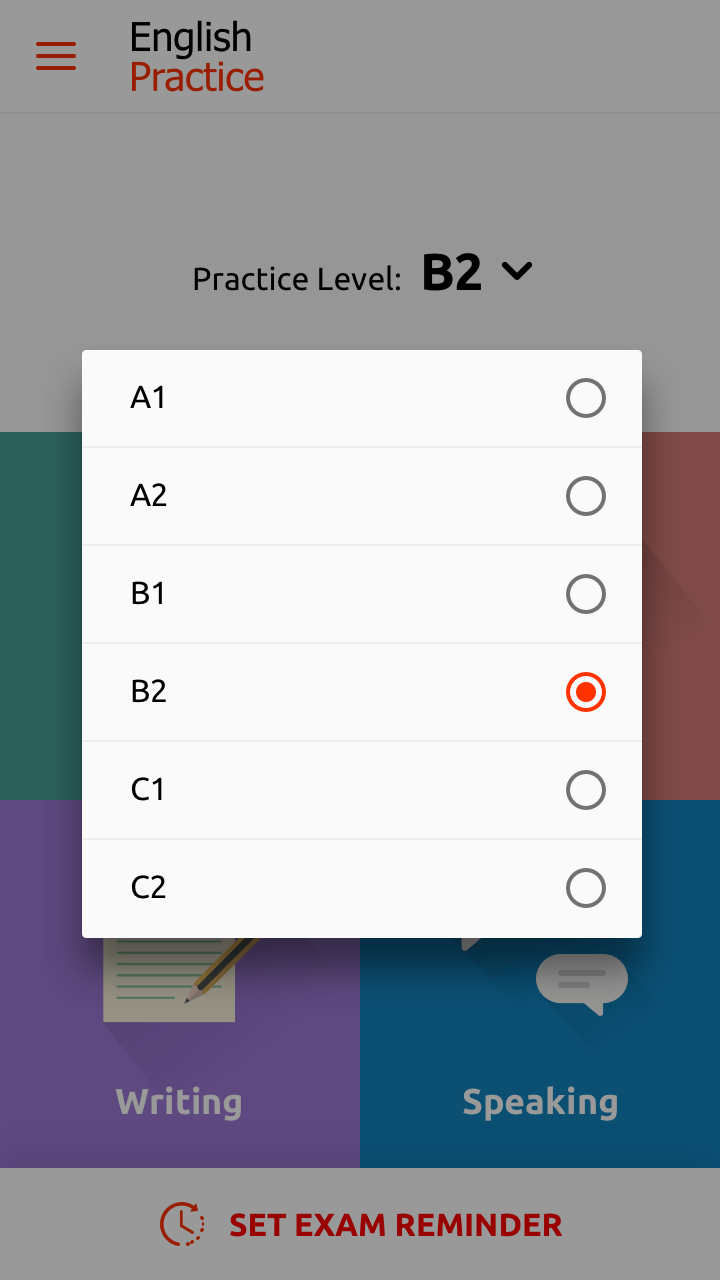 English
Practice
Practice Level: B2
A1
A2
B1
B2
C1
C2
Writing
Speaking
SET EXAM REMINDER